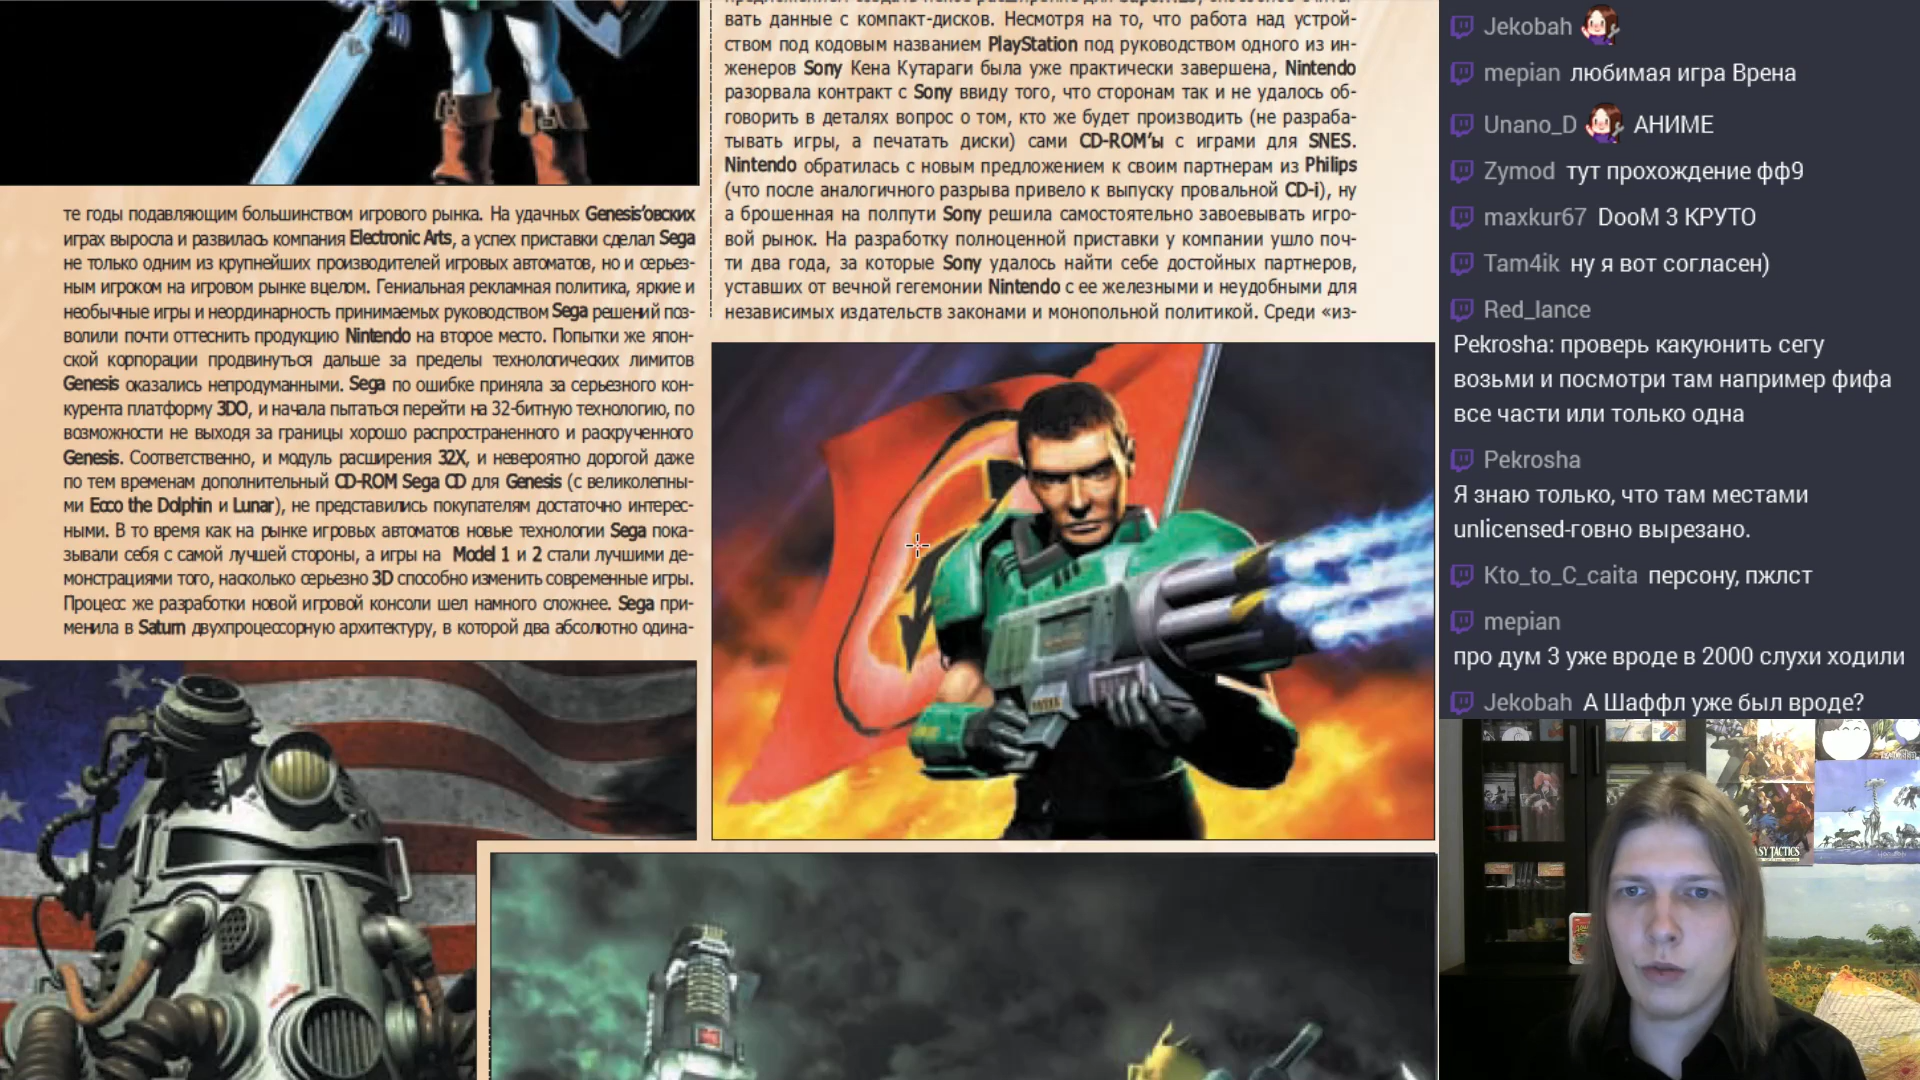 те годы подавляющим большинством игрового рынка. На удачных Genesis'овских
играх выросла и развилась компания Electronic Arts, а успех приставки сделал Sega
не только одним из крупнейших производителей игровых автоматов, но и серьез-
ным игроком на игровом рынке вцелом. Гениальная рекламная политика, яркие и
необычные игры и неординарность принимаемых руководством Sega решений поз-
волили почти оттеснить продукцию Nintendo на второе место. Попытки же япон-
ской корпорации продвинуться дальше за пределы технологических лимитов
Genesis оказались непродуманными. Sega по ошибке приняла за серьезного кон-
курента платформу 3DO, и начала пытаться перейти на 32-битную технологию, по
возможности не выходя за границы хорошо распространенного и раскрученного
Genesis. Соответственно, и модуль расширения 32X, и невероятно дорогой даже
по тем временам дополнительный CD-ROM Sega CD для Genesis (с великолепны-
ми Ecco the Dolphin и Lunar), не представились покупателям достаточно интерес-
ными. В то время как на рынке игровых автоматов новые технологии Sega пока-
зывали себя с самой лучшей стороны, а игры на Model 1 и 2 стали лучшими де-
монстрациями того, насколько серьезно 3D способно изменить современные игры.
Процесс же разработки новой игровой консоли шел намного сложнее. Sega при-
менила в Saturn двухпроцессорную архитектуру, в которой два абсолютно одина-
вать данные с компакт-дисков. Несмотря на то, что работа над устрой-
ством под кодовым названием PlayStation под руководством одного из ин-
женеров Sony Кена Кутараги была уже практически завершена, Nintendo
разорвала контракт с Sony ввиду того, что сторонам так и не удалось об-
говорить в деталях вопрос о том, кто же будет производить (не разраба-
тывать игры, а печатать диски) сами CD-ROM'ы с играми для SNES.
Nintendo обратилась с новым предложением к своим партнерам из Philips
(что после аналогичного разрыва привело к выпуску провальной CD-i), ну
а брошенная на полпути Sony решила самостоятельно завоевывать игро-
вой рынок. На разработку полноценной приставки у компании ушло поч-
ти два года, за которые Sony удалось найти себе достойных партнеров,
уставших от вечной гегемонии Nintendo с ее железными и неудобными для
независимых издательств законами и монопольной политикой. Среди «из-
Jekobah
mepian любимая игра Врена
Unano_D АНИМЕ
Zymod тут прохождение фф9
maxkur67 DooM 3 КРУТО
Tam4ik ну я вот согласен)
Red_lance
Pekrosha: проверь какуюнить сегу
возьми и посмотри там например фифа
все части или только одна
Pekrosha
Я знаю только, что там местами
unlicensed-говно вырезано.
Kto_to_C_caita персону, пжлст
mepian
про дум 3 уже вроде в 2000 слухи ходили
Jekobah А Шаффл уже был вроде?